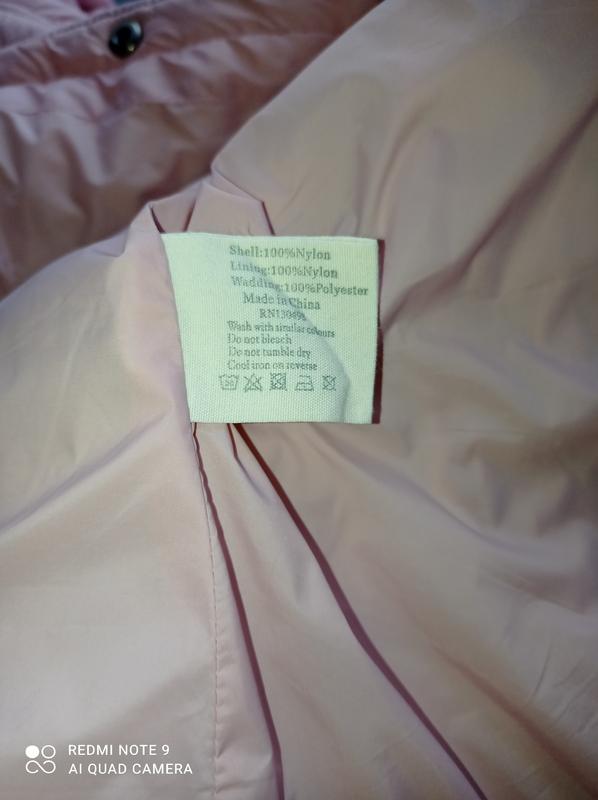 Shell:100%Nylon
Lining:100%Nylon
Wadding:100%Polyester
Made in China
Wash with similar colours
Do not bleach
Do not tumble dry
Cool iron on reverse
30
REDMI NOTE 9
AI QUAD CAMERA